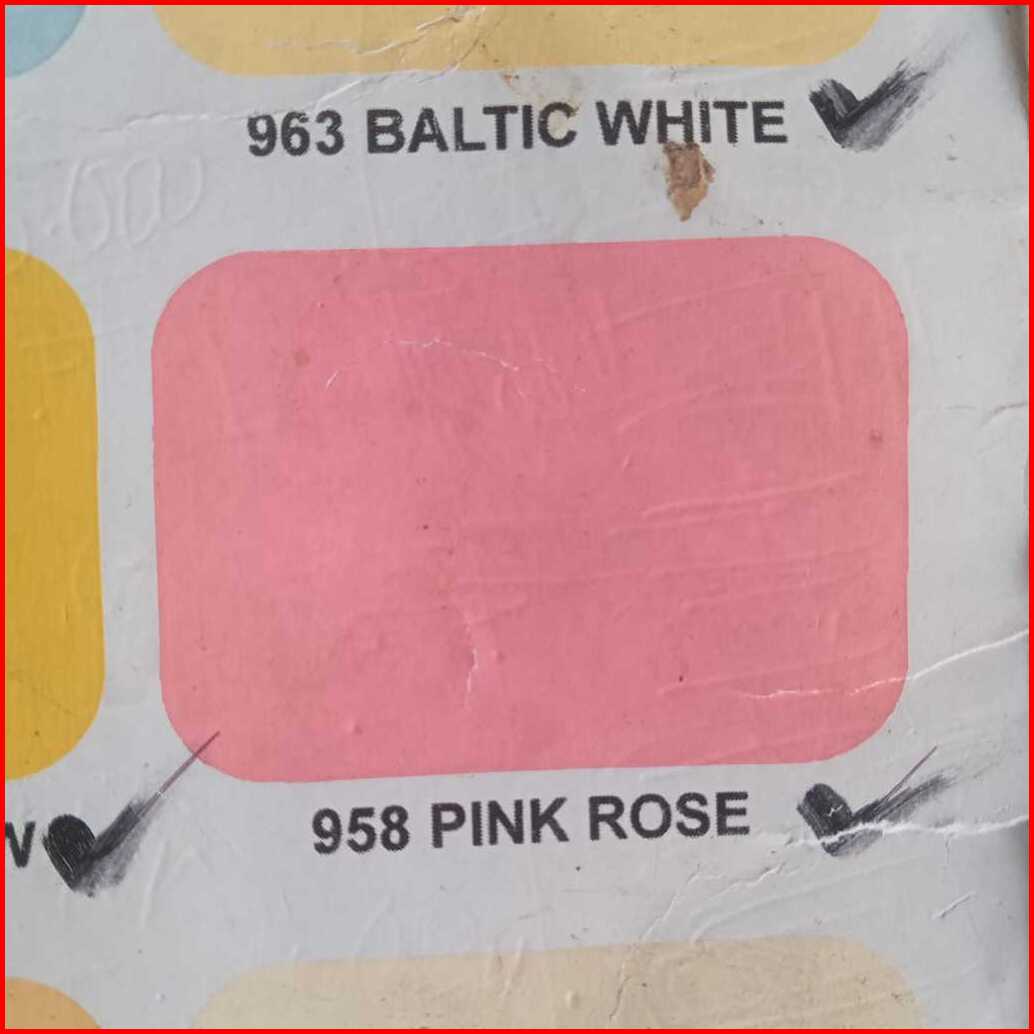 963 BALTIC WHITE
958 PINK ROSE